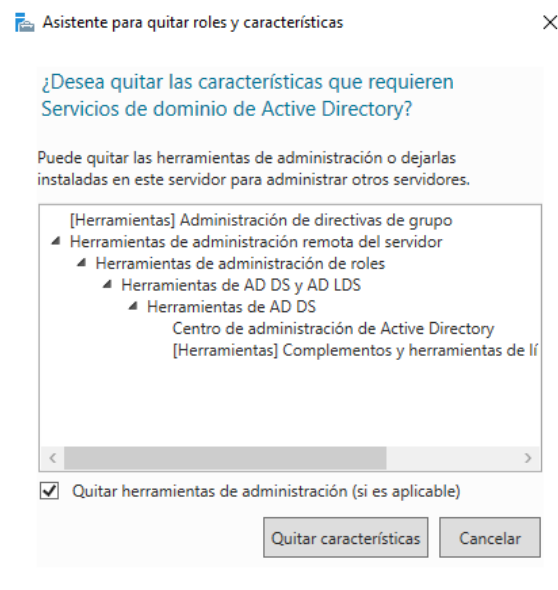 Asistente para quitar roles y características
¿Desea quitar las características que requieren
Servicios de dominio de Active Directory?
Puede quitar las herramientas de administración o dejarlas
instaladas en este servidor para administrar otros servidores.
[Herramientas] Administración de directivas de grupo
Herramientas de administración remota del servidor
Herramientas de administración de roles
Herramientas de AD DS y AD LDS
Herramientas de AD DS
Centro de administración de Active Directory
[Herramientas] Complementos y herramientas de lí
Quitar herramientas de administración (si es aplicable)
Quitar características
Cancelar